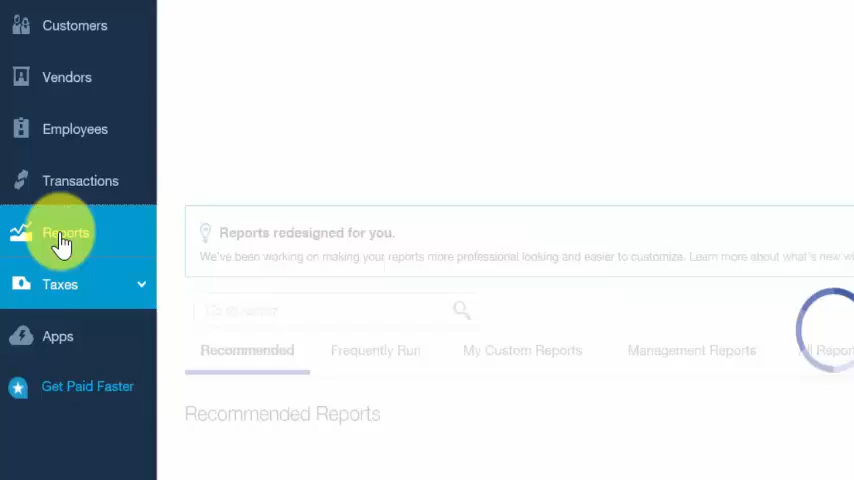 Customers
Vendors
Employees
Transactions
Reports
Taxes
Apps
Get Paid Faster
Reports redesigned for you.
We've been working on making your reports more professional looking and easier to customize. Learn more about what's new
Recommended
Frequently Run
My Custom Reports
Management Reports
All Report
Recommended Reports